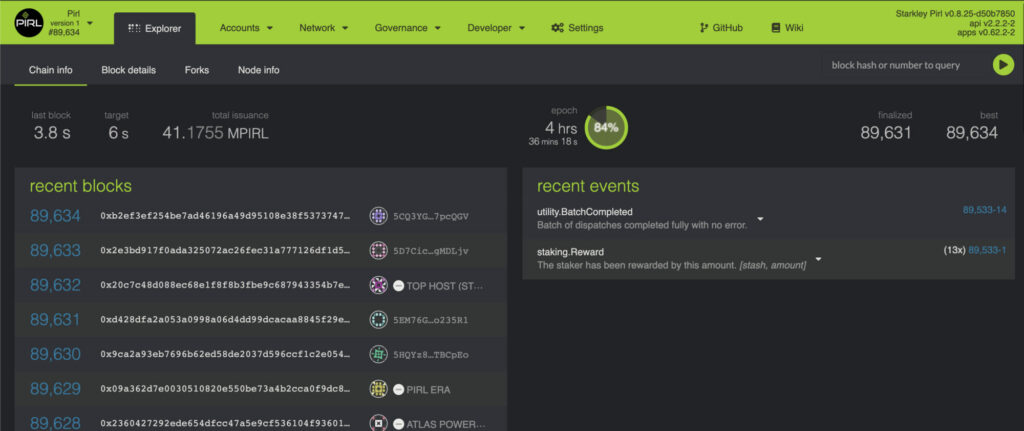 PIRL
Pirl
version 1
#89,634
Explorer
Accounts
Network
Governance
Developer
Settings
GitHub
Wiki
Starkley Pirl v0.8.25-d50b7850
api v2.2.2-2
apps v0.62.2-2
Chain info
Block details
Forks
Node info
block hash or number to query
last block
3.8 s
target
6 s
total issuance
41.1755 MPIRL
epoch
4 hrs
36 mins 18 s
84%
finalized
89,631
best
89,634
recent blocks
89,634 0xb2ef3ef254be7ad46196a49d95108e38f5373747… 5CQ3YG…7pcQGV
89,633 0x2e3bd917f0ada325072ac26fec31a777126df1d5… 5D7Cic…gMDLjv
89,632 0x20c7c48d088ec68e1f8f8b3fbe9c687943354b7e… TOP HOST (ST…
89,631 0xd428dfa2a053a0998a06d4dd99dcacaa8845f29e… 5EM76G…o235R1
89,630 0x9ca2a93eb7696b62ed58de2037d596ccf1c2e054… 5HQYz8…TBCpEo
89,629 0x09a362d7e0030510820e550be73a4b2cca0f9dc8… PIRL ERA
89,628 0x2360427292ede654dfcc47a5e9cf536104f93601… ATLAS POWER…
recent events
utility.BatchCompleted 89,533-14
Batch of dispatches completed fully with no error.
staking.Reward (13x) 89,533-1
The staker has been rewarded by this amount. [stash, amount]